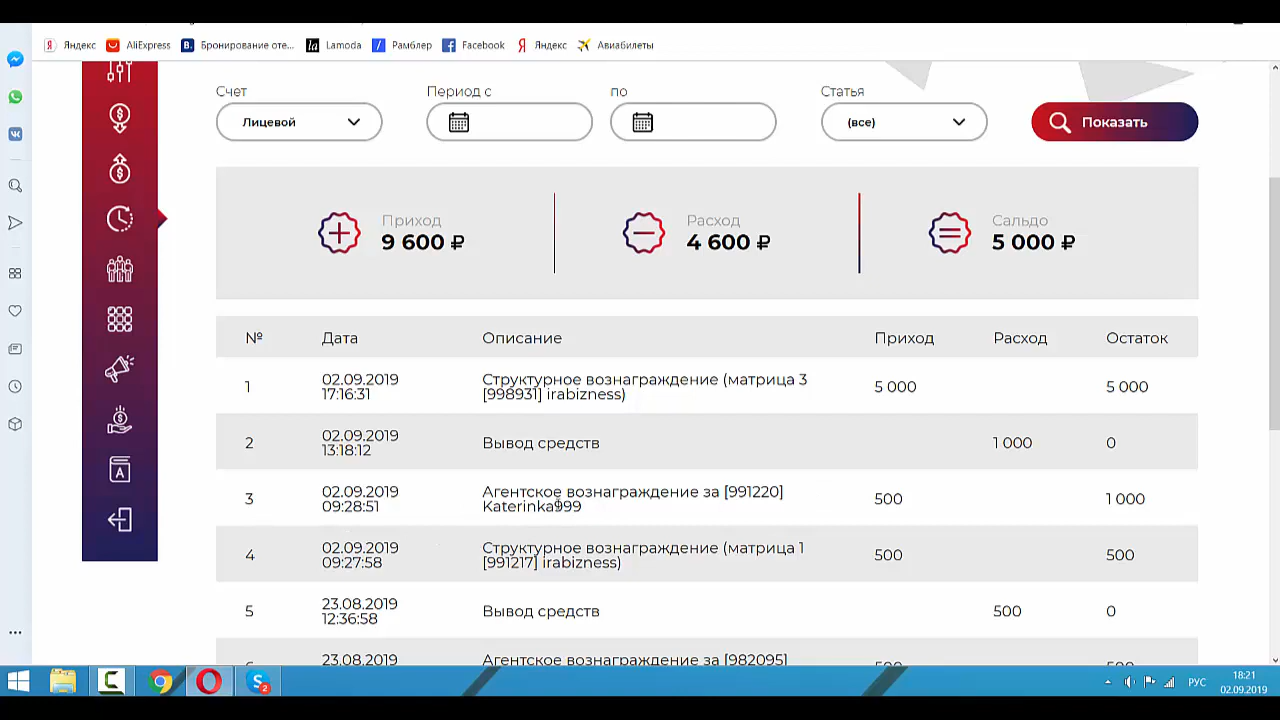 Яндекс AliExpress Бронирование оте... Lamoda Рамблер Facebook Яндекс Авиабилеты
Счет Период с по Статья
Лицевой (все) Показать
Приход Расход Сальдо
9 600 ₽ 4 600 ₽ 5 000 ₽
№ Дата Описание Приход Расход Остаток
1 02.09.2019 17:16:31 Структурное вознаграждение (матрица 3 [998931] irabizness) 5 000 5 000
2 02.09.2019 13:18:12 Вывод средств 1 000 0
3 02.09.2019 09:28:51 Агентское вознаграждение за [991220] Katerinka999 500 1 000
4 02.09.2019 09:27:58 Структурное вознаграждение (матрица 1 [991217] irabizness) 500 500
5 23.08.2019 12:36:58 Вывод средств 500 0
23.08.2019 Агентское вознаграждение за [982095]
РУС 18:21
02.09.2019